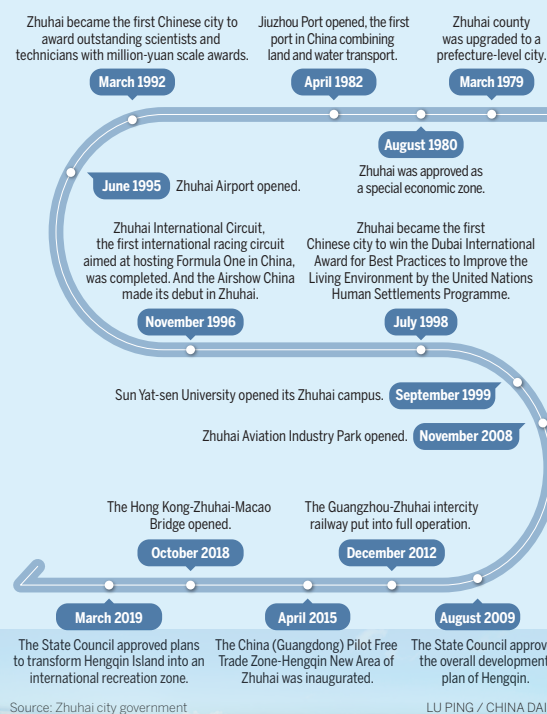 Zhuhai county
was upgraded to a
prefecture-level city.
March 1979
August 1980
Zhuhai was approved as
a special economic zone.
Jiuzhou Port opened, the first
port in China combining
land and water transport.
April 1982
Zhuhai became the first Chinese city to
award outstanding scientists and
technicians with million-yuan scale awards.
March 1992
June 1995
Zhuhai Airport opened.
Zhuhai International Circuit,
the first international racing circuit
aimed at hosting Formula One in China,
was completed. And the Airshow China
made its debut in Zhuhai.
November 1996
Zhuhai became the first
Chinese city to win the Dubai International
Award for Best Practices to Improve the
Living Environment by the United Nations
Human Settlements Programme.
July 1998
Sun Yat-sen University opened its Zhuhai campus.
September 1999
Zhuhai Aviation Industry Park opened.
November 2008
August 2009
The State Council approv
the overall development
plan of Hengqin.
The Guangzhou-Zhuhai intercity
railway put into full operation.
December 2012
April 2015
The China (Guangdong) Pilot Free
Trade Zone-Hengqin New Area of
Zhuhai was inaugurated.
The Hong Kong-Zhuhai-Macao
Bridge opened.
October 2018
March 2019
The State Council approved plans
to transform Hengqin Island into an
international recreation zone.
Source: Zhuhai city government
LU PING / CHINA DAI